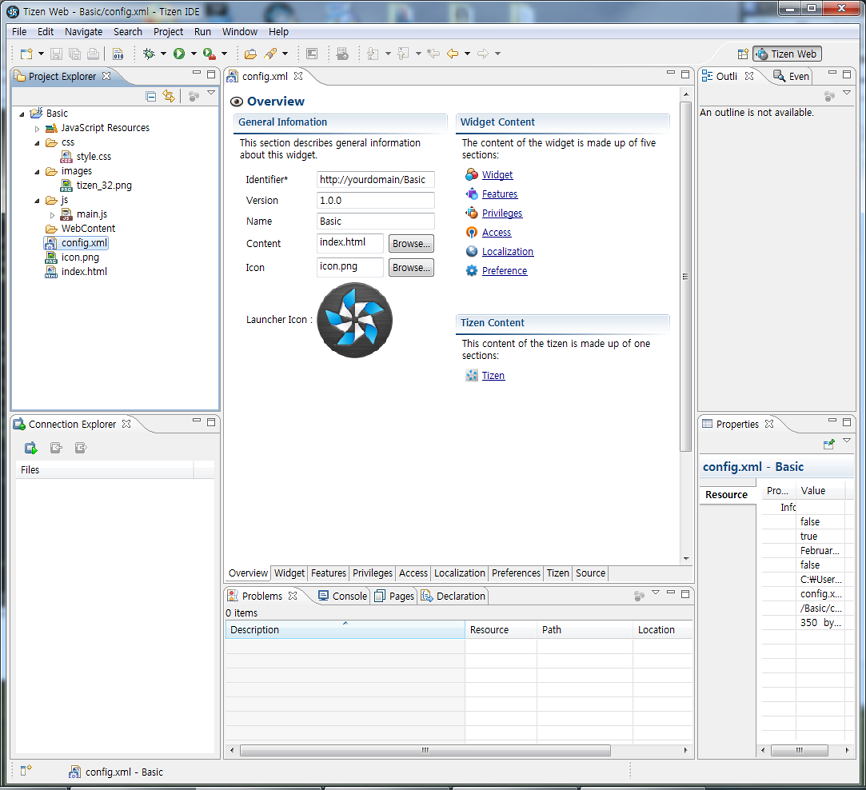 Tizen Web - Basic/config.xml - Tizen IDE
File Edit Navigate Search Project Run Window Help
Tizen Web
Project Explorer
Basic
JavaScript Resources
css
style.css
images
tizen_32.png
js
main.js
WebContent
config.xml
icon.png
index.html
config.xml
Overview
General Infomation
This section describes general information
about this widget.
Identifier* http://yourdomain/Basic
Version 1.0.0
Name Basic
Content index.html Browse...
Icon icon.png Browse...
Launcher Icon :
Widget Content
The content of the widget is made up of five
sections:
Widget
Features
Privileges
Access
Localization
Preference
Tizen Content
This content of the tizen is made up of one
sections:
Tizen
Overview Widget Features Privileges Access Localization Preferences Tizen Source
Outli Even
An outline is not available.
Connection Explorer
Files
Problems Console Pages Declaration
0 items
Description Resource Path Location
Properties
config.xml - Basic
Resource
Pro... Value
Info
false
true
Februar...
false
C:₩User...
config.x...
/Basic/c...
350 by...
config.xml - Basic